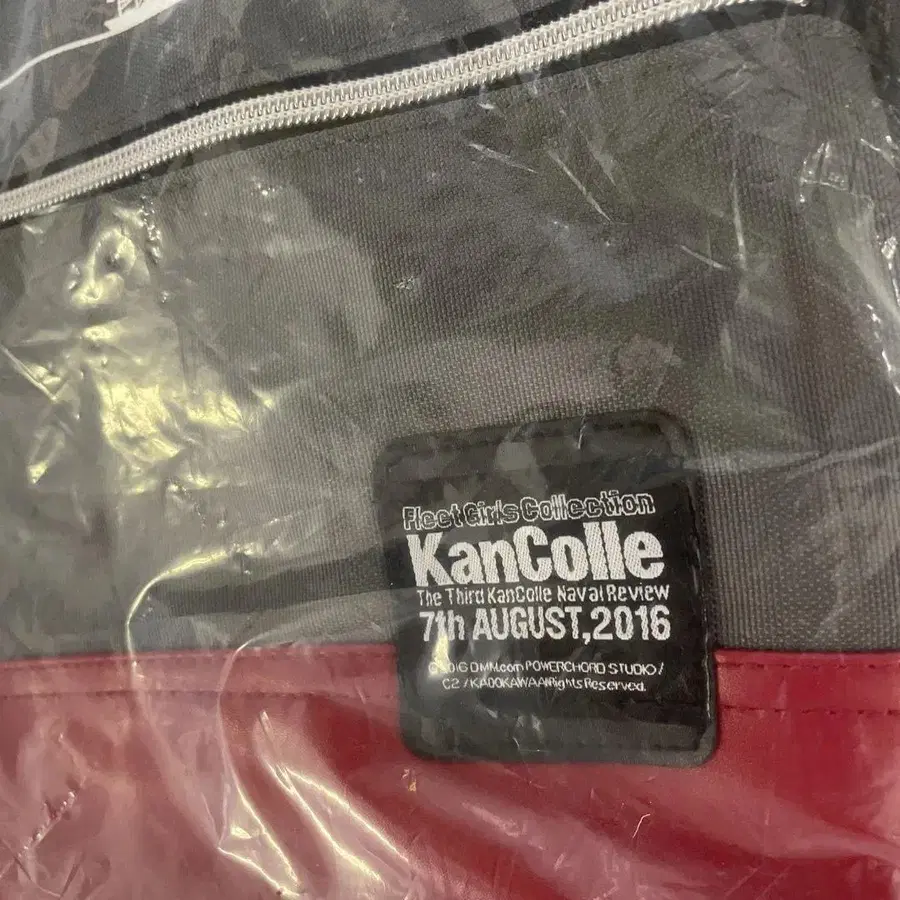 Fleet Girls Collection
KanColle
The Third KanColle Naval Review
7th AUGUST, 2016
©2016 DMM.com POWERCHORD STUDIO /
C2 / KADOKAWA All Rights Reserved.